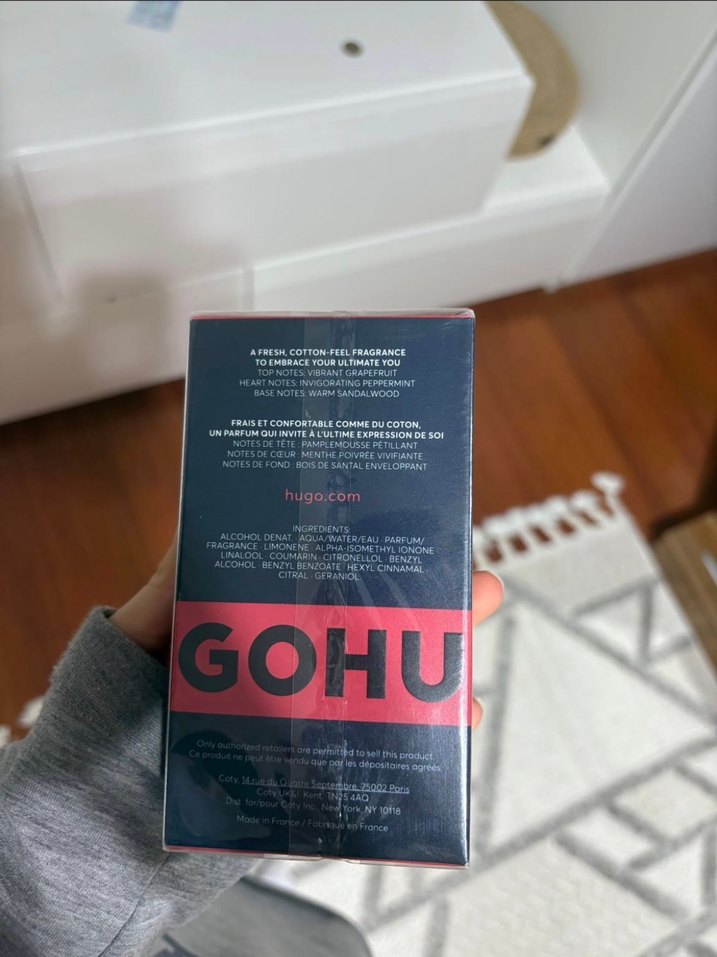 A FRESH, COTTON-FEEL FRAGRANCE
TO EMBRACE YOUR ULTIMATE YOU
TOP NOTES: VIBRANT GRAPEFRUIT
HEART NOTES: INVIGORATING PEPPERMINT
BASE NOTES: WARM SANDALWOOD
FRAIS ET CONFORTABLE COMME DU COTON,
UN PARFUM QUI INVITE À L'ULTIME EXPRESSION DE SOI
NOTES DE TÊTE : PAMPLEMOUSSE PÉTILLANT
NOTES DE CŒUR : MENTHE POIVRÉE VIVIFIANTE
NOTES DE FOND : BOIS DE SANTAL ENVELOPPANT
hugo.com
INGREDIENTS:
ALCOHOL DENAT. · AQUA/WATER/EAU · PARFUM/
FRAGRANCE · LIMONENE · ALPHA-ISOMETHYL IONONE
LINALOOL · COUMARIN · CITRONELLOL · BENZYL
ALCOHOL · BENZYL BENZOATE · HEXYL CINNAMAL ·
CITRAL · GERANIOL
GOHU
Only authorized retailers are permitted to sell this product.
Ce produit ne peut être vendu que par les dépositaires agréés.
Coty, 14 rue du Quatre Septembre, 75002 Paris
Coty UK&I Kent, TN25 4AQ
Dist. for/pour Coty Inc., New York, NY 10118
Made in France / Fabriqué en France